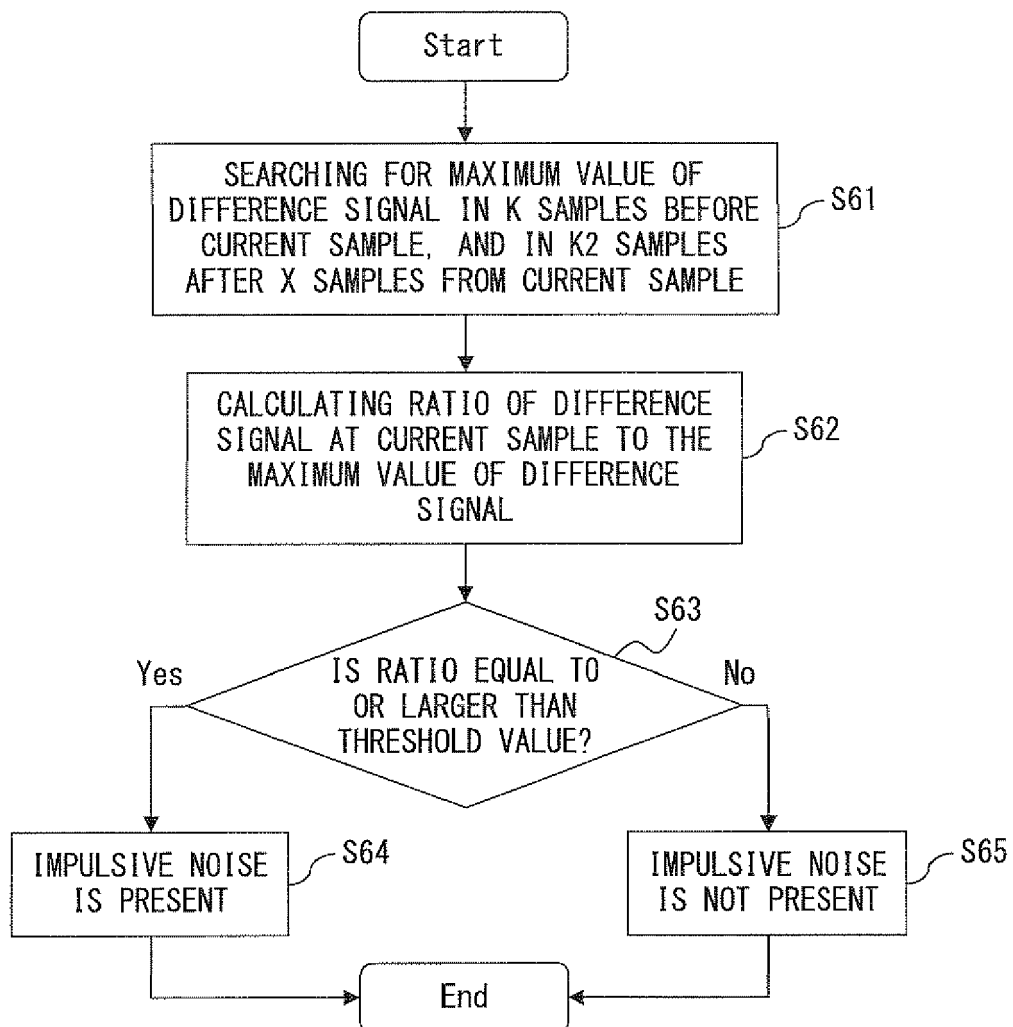 Start
SEARCHING FOR MAXIMUM VALUE OF
DIFFERENCE SIGNAL IN K SAMPLES BEFORE
CURRENT SAMPLE, AND IN K2 SAMPLES
AFTER X SAMPLES FROM CURRENT SAMPLE
S61
CALCULATING RATIO OF DIFFERENCE
SIGNAL AT CURRENT SAMPLE TO THE
MAXIMUM VALUE OF DIFFERENCE
SIGNAL
S62
S63
Yes
IS RATIO EQUAL TO
OR LARGER THAN
THRESHOLD VALUE?
No
IMPULSIVE NOISE
IS PRESENT
S64
IMPULSIVE NOISE
IS NOT PRESENT
S65
End